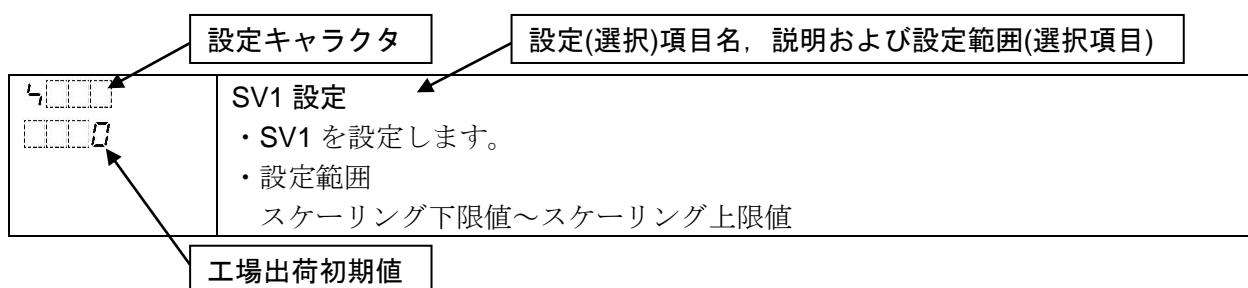 設定キャラクタ
設定(選択)項目名，説明および設定範囲(選択項目)
SV1 設定
0
・SV1 を設定します。
・設定範囲
スケーリング下限値～スケーリング上限値
工場出荷初期値